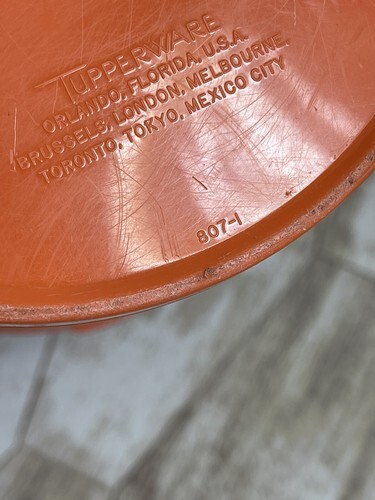 TUPPERWARE
ORLANDO, FLORIDA, U.S.A.
BRUSSELS, LONDON, MELBOURNE,
TORONTO, TOKYO, MEXICO CITY
807-1